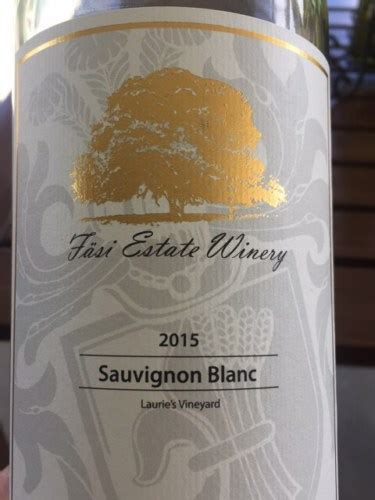 Fäsi Estate Winery
2015
Sauvignon Blanc
Laurie's Vineyard